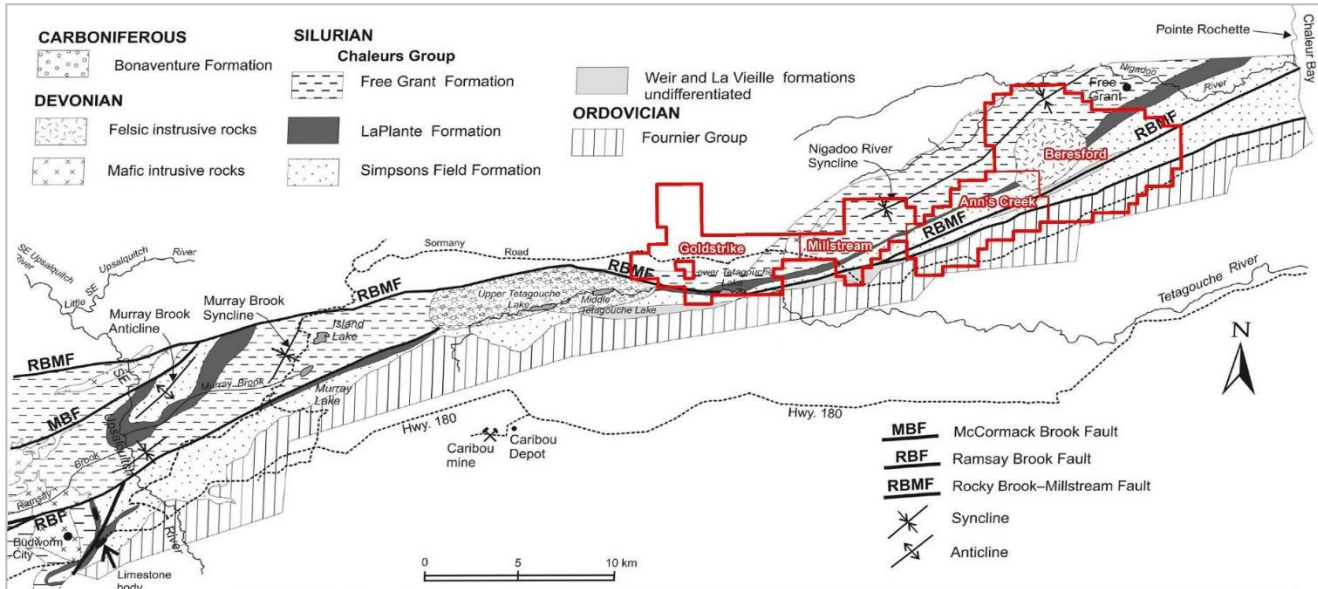 CARBONIFEROUS
Bonaventure Formation
DEVONIAN
Felsic instrusive rocks
Mafic intrusive rocks
SILURIAN
Chaleurs Group
Free Grant Formation
LaPlante Formation
Simpsons Field Formation
Weir and La Vieille formations
undifferentiated
ORDOVICIAN
Fournier Group
Pointe Rochette
Chaleur Bay
Nigadoo
River
Free
Grant
RBMF
Beresford
Nigadoo River
Syncline
Ann's Creek
RBMF
Goldstrike
Millstream
Sormany
Road
RBMF
Lower Tetagouche
Lake
Upper Tetagouche
Lake
Middle
Tetagouche Lake
Tetagouche River
SE
Upsalquitch
River
SE
Upsalquitch
River
Little
Murray Brook
Syncline
Murray Brook
Anticline
RBMF
Island
Lake
RBMF
SE
Murray Brook
Murray
Lake
MBF
Upsalquitch
Hwy. 180
Hwy. 180
Caribou
mine
Caribou
Depot
Ramsay
Brook
RBF
River
Budworm
City
Limestone
body
N
MBF
McCormack Brook Fault
RBF
Ramsay Brook Fault
RBMF
Rocky Brook–Millstream Fault
Syncline
Anticline
0
5
10 km